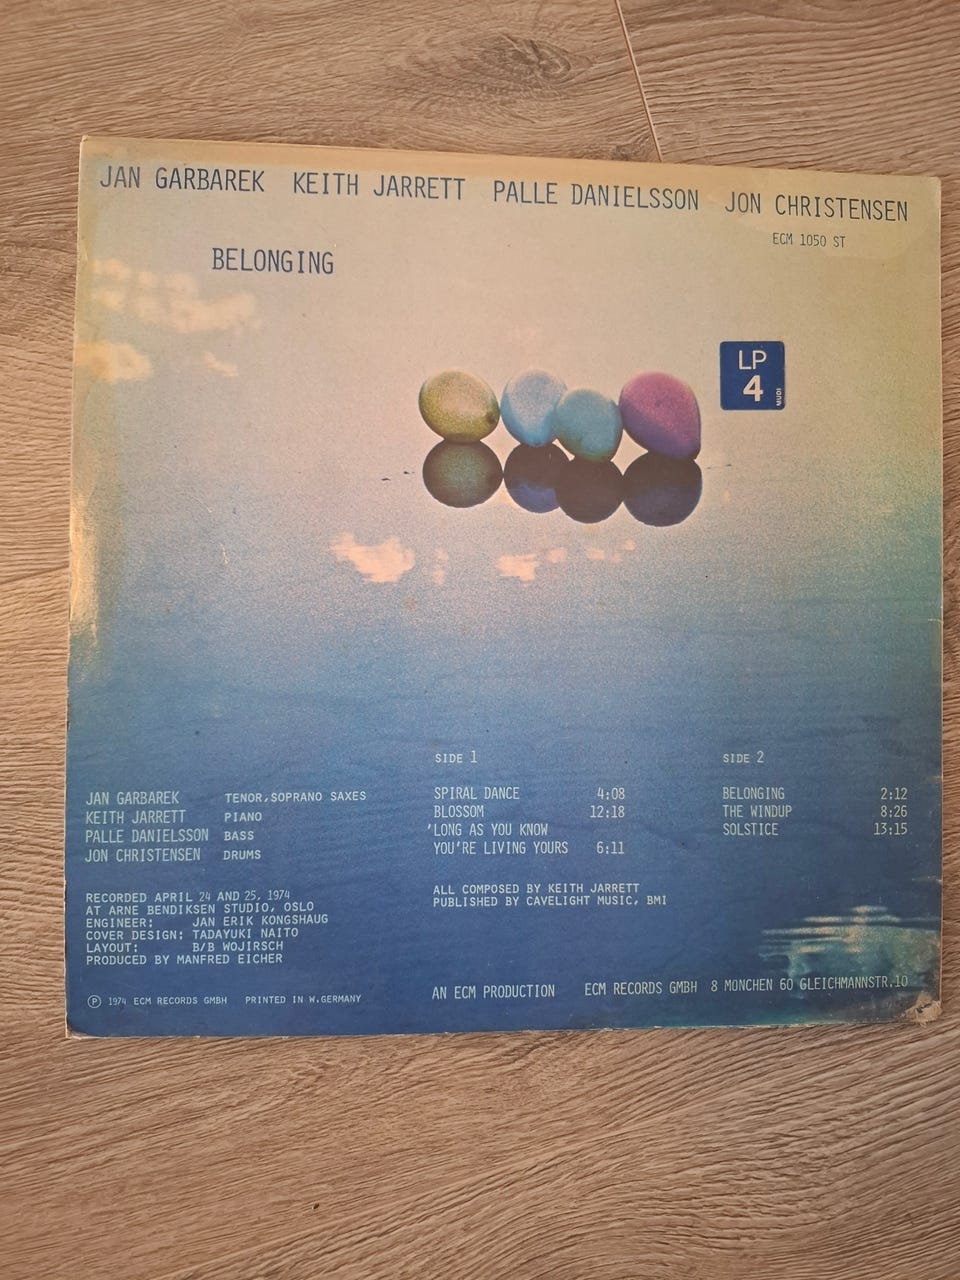 JAN GARBAREK KEITH JARRETT PALLE DANIELSSON JON CHRISTENSEN
ECM 1050 ST
BELONGING
LP
4
MUDI
SIDE 1
SPIRAL DANCE 4:08
BLOSSOM 12:18
'LONG AS YOU KNOW
YOU'RE LIVING YOURS 6:11
SIDE 2
BELONGING 2:12
THE WINDUP 8:26
SOLSTICE 13:15
JAN GARBAREK TENOR,SOPRANO SAXES
KEITH JARRETT PIANO
PALLE DANIELSSON BASS
JON CHRISTENSEN DRUMS
ALL COMPOSED BY KEITH JARRETT
PUBLISHED BY CAVELIGHT MUSIC, BMI
RECORDED APRIL 24 AND 25, 1974
AT ARNE BENDIKSEN STUDIO, OSLO
ENGINEER: JAN ERIK KONGSHAUG
COVER DESIGN: TADAYUKI NAITO
LAYOUT: B/B WOJIRSCH
PRODUCED BY MANFRED EICHER
Ⓟ 1974 ECM RECORDS GMBH PRINTED IN W.GERMANY
AN ECM PRODUCTION ECM RECORDS GMBH 8 MÜNCHEN 60 GLEICHMANNSTR.10